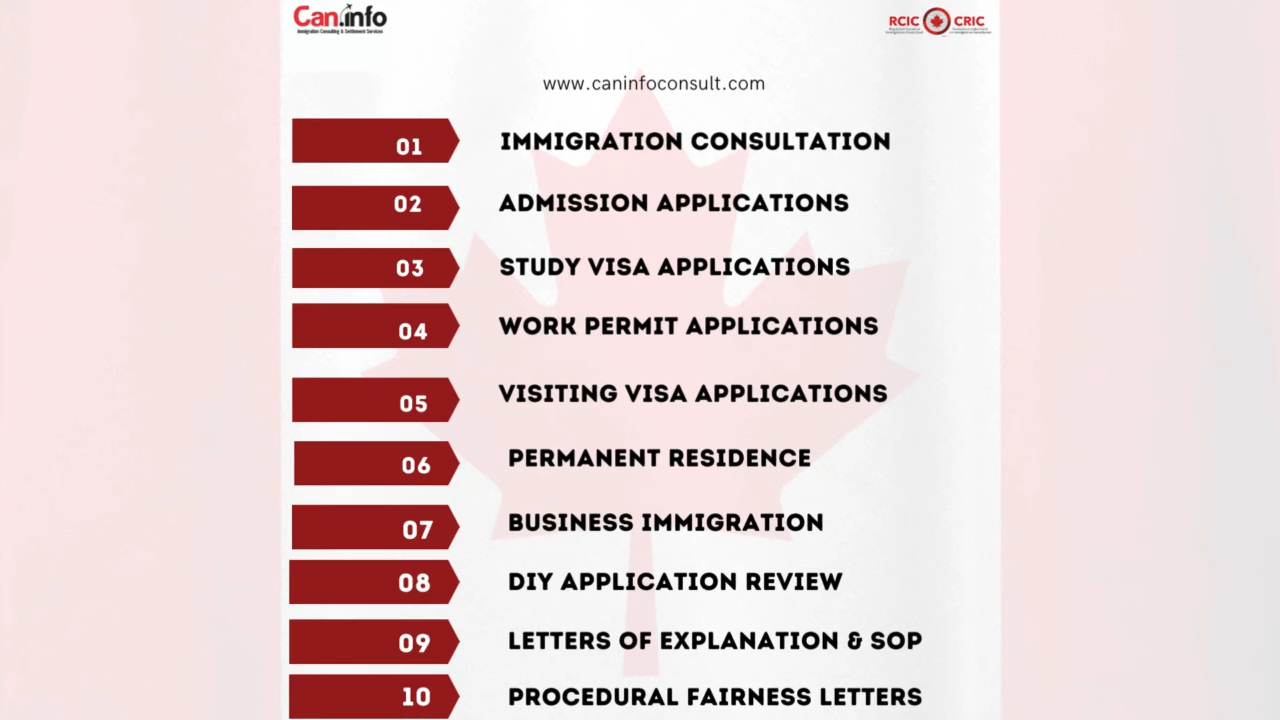 Can.info
Immigration Consulting & Settlement Services
RCIC CRIC
www.caninfoconsult.com
01 IMMIGRATION CONSULTATION
02 ADMISSION APPLICATIONS
03 STUDY VISA APPLICATIONS
04 WORK PERMIT APPLICATIONS
05 VISITING VISA APPLICATIONS
06 PERMANENT RESIDENCE
07 BUSINESS IMMIGRATION
08 DIY APPLICATION REVIEW
09 LETTERS OF EXPLANATION & SOP
10 PROCEDURAL FAIRNESS LETTERS